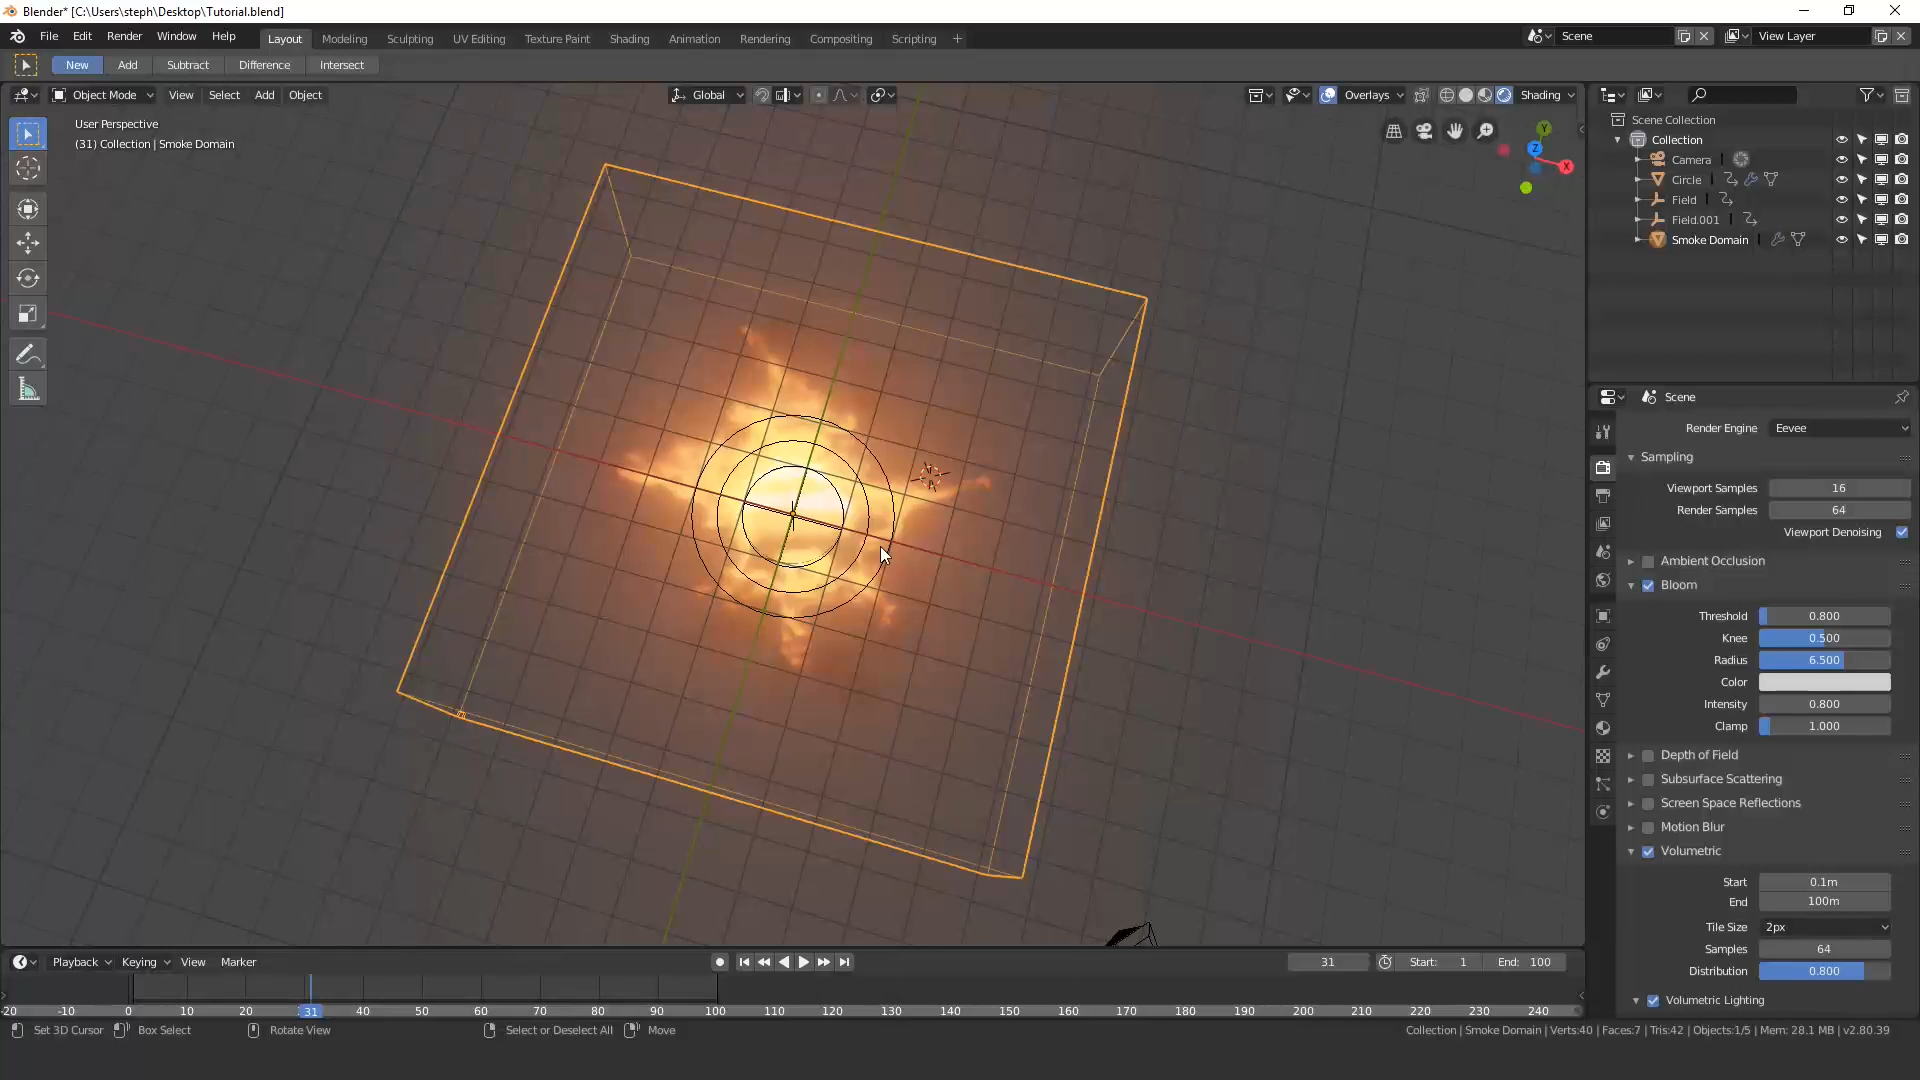 Blender* [C:\Users\steph\Desktop\Tutorial.blend]
File Edit Render Window Help Layout Modeling Sculpting UV Editing Texture Paint Shading Animation Rendering Compositing Scripting + Scene View Layer
New Add Subtract Difference Intersect
Object Mode View Select Add Object Global Overlays Shading
User Perspective
(31) Collection | Smoke Domain
Y
Z
X
Scene Collection
Collection
Camera
Circle
Field
Field.001
Smoke Domain
Scene
Render Engine Eevee
Sampling
Viewport Samples 16
Render Samples 64
Viewport Denoising
Ambient Occlusion
Bloom
Threshold 0.800
Knee 0.500
Radius 6.500
Color
Intensity 0.800
Clamp 1.000
Depth of Field
Subsurface Scattering
Screen Space Reflections
Motion Blur
Volumetric
Start 0.1m
End 100m
Tile Size 2px
Samples 64
Distribution 0.800
Volumetric Lighting
Playback Keying View Marker 31 Start: 1 End: 100
-20 -10 0 10 20 31 40 50 60 70 80 90 100 110 120 130 140 150 160 170 180 190 200 210 220 230 240
Set 3D Cursor Box Select Rotate View Select or Deselect All Move Collection | Smoke Domain | Verts:40 | Faces:7 | Tris:42 | Objects:1/5 | Mem: 28.1 MB | v2.80.39